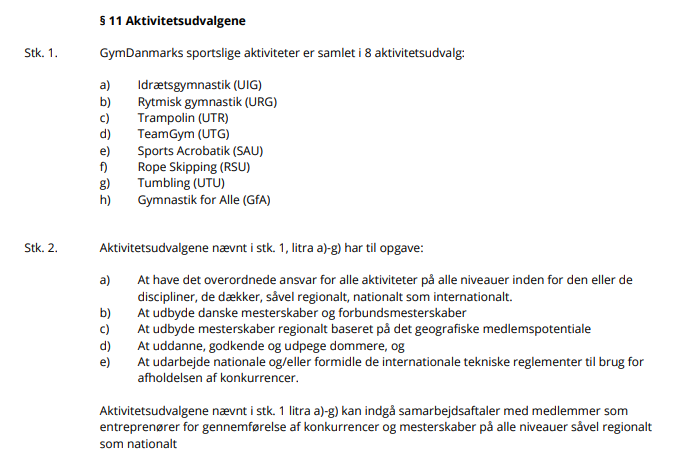 § 11 Aktivitetsudvalgene
Stk. 1. GymDanmarks sportslige aktiviteter er samlet i 8 aktivitetsudvalg:
a) Idrætsgymnastik (UIG)
b) Rytmisk gymnastik (URG)
c) Trampolin (UTR)
d) TeamGym (UTG)
e) Sports Acrobatik (SAU)
f) Rope Skipping (RSU)
g) Tumbling (UTU)
h) Gymnastik for Alle (GfA)
Stk. 2. Aktivitetsudvalgene nævnt i stk. 1, litra a)-g) har til opgave:
a) At have det overordnede ansvar for alle aktiviteter på alle niveauer inden for den eller de
discipliner, de dækker, såvel regionalt, nationalt som internationalt.
b) At udbyde danske mesterskaber og forbundsmesterskaber
c) At udbyde mesterskaber regionalt baseret på det geografiske medlemspotentiale
d) At uddanne, godkende og udpege dommere, og
e) At udarbejde nationale og/eller formidle de internationale tekniske reglementer til brug for
afholdelsen af konkurrencer.
Aktivitetsudvalgene nævnt i stk. 1 litra a)-g) kan indgå samarbejdsaftaler med medlemmer som
entreprenører for gennemførelse af konkurrencer og mesterskaber på alle niveauer såvel regionalt
som nationalt